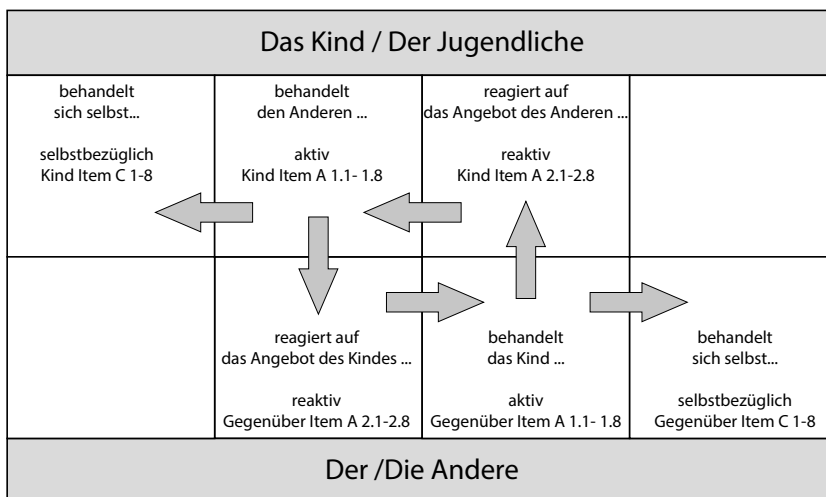 Das Kind / Der Jugendliche
behandelt
sich selbst...
selbstbezüglich
Kind Item C 1-8
behandelt
den Anderen ...
aktiv
Kind Item A 1.1- 1.8
reagiert auf
das Angebot des Anderen ...
reaktiv
Kind Item A 2.1-2.8
reagiert auf
das Angebot des Kindes ...
reaktiv
Gegenüber Item A 2.1-2.8
behandelt
das Kind ...
aktiv
Gegenüber Item A 1.1- 1.8
behandelt
sich selbst...
selbstbezüglich
Gegenüber Item C 1-8
Der /Die Andere